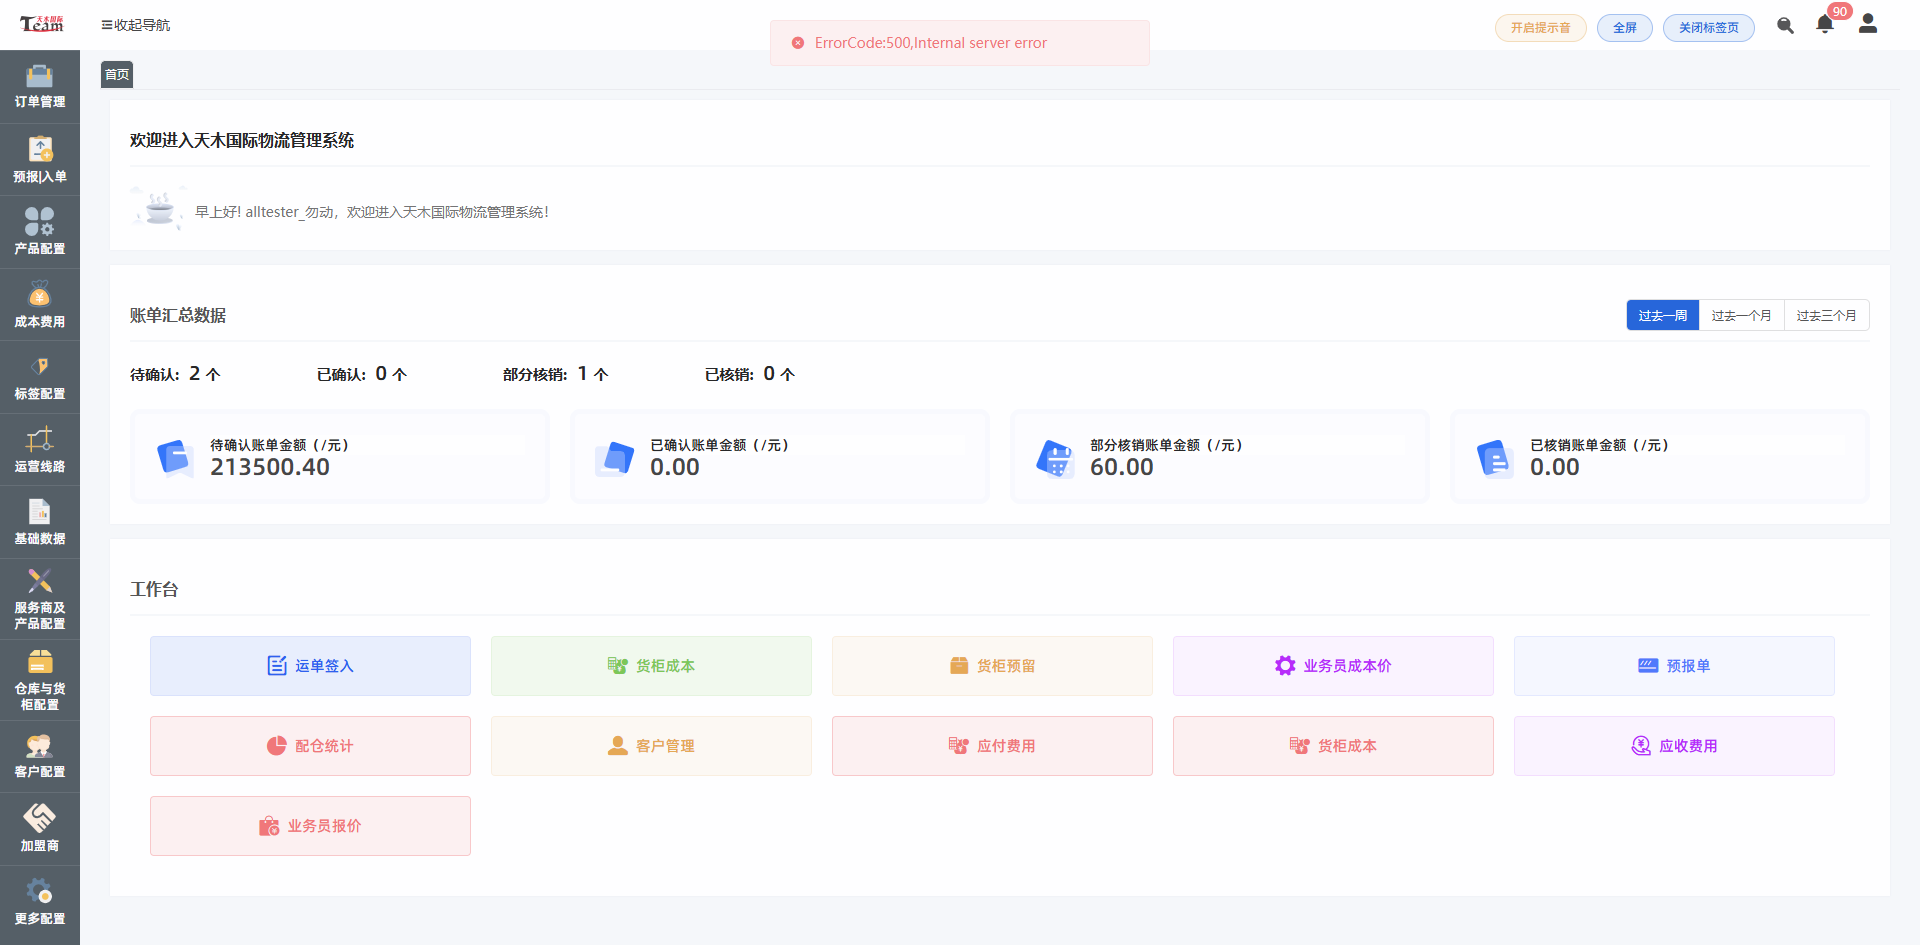 天木国际
Team
收起导航
ErrorCode:500,Internal server error
开启提示音
全屏
关闭标签页
90
首页
订单管理
预报|入单
产品配置
成本费用
标签配置
运营线路
基础数据
服务商及
产品配置
仓库与货
柜配置
客户配置
加盟商
更多配置
欢迎进入天木国际物流管理系统
早上好! alltester_勿动，欢迎进入天木国际物流管理系统!
账单汇总数据
过去一周
过去一个月
过去三个月
待确认: 2 个
已确认: 0 个
部分核销: 1 个
已核销: 0 个
待确认账单金额（/元）
213500.40
已确认账单金额（/元）
0.00
部分核销账单金额（/元）
60.00
已核销账单金额（/元）
0.00
工作台
运单签入
货柜成本
货柜预留
业务员成本价
预报单
配仓统计
客户管理
应付费用
货柜成本
应收费用
业务员报价